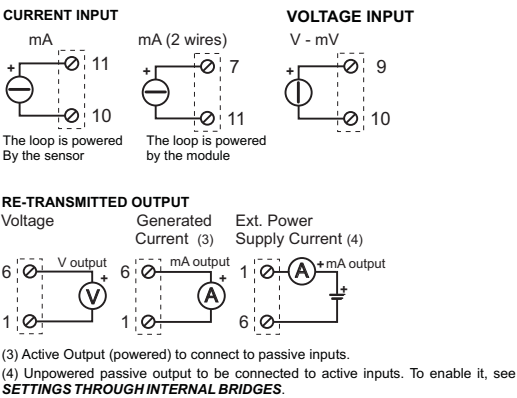 CURRENT INPUT
VOLTAGE INPUT
mA
mA (2 wires)
V - mV
+ 11
+ 7
+ 9
10
11
10
The loop is powered
By the sensor
The loop is powered
by the module
RE-TRANSMITTED OUTPUT
Voltage
Generated
Current (3)
Ext. Power
Supply Current (4)
6 V output +
V
1
6 mA output +
A
1
1 A + mA output
+
6
(3) Active Output (powered) to connect to passive inputs.
(4) Unpowered passive output to be connected to active inputs. To enable it, see
SETTINGS THROUGH INTERNAL BRIDGES.